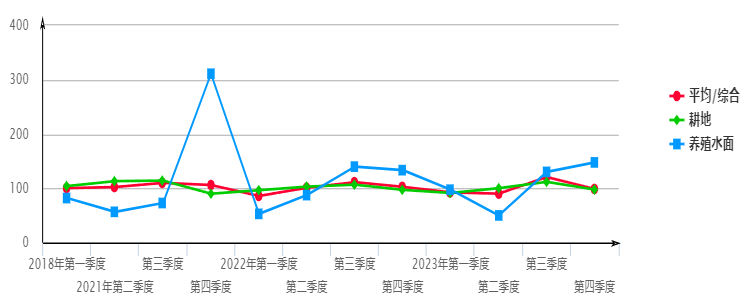 400
300
200
100
0
平均/综合
耕地
养殖水面
2018年第一季度
第三季度
2022年第一季度
第三季度
2023年第一季度
第三季度
2021年第二季度
第四季度
第二季度
第四季度
第二季度
第四季度